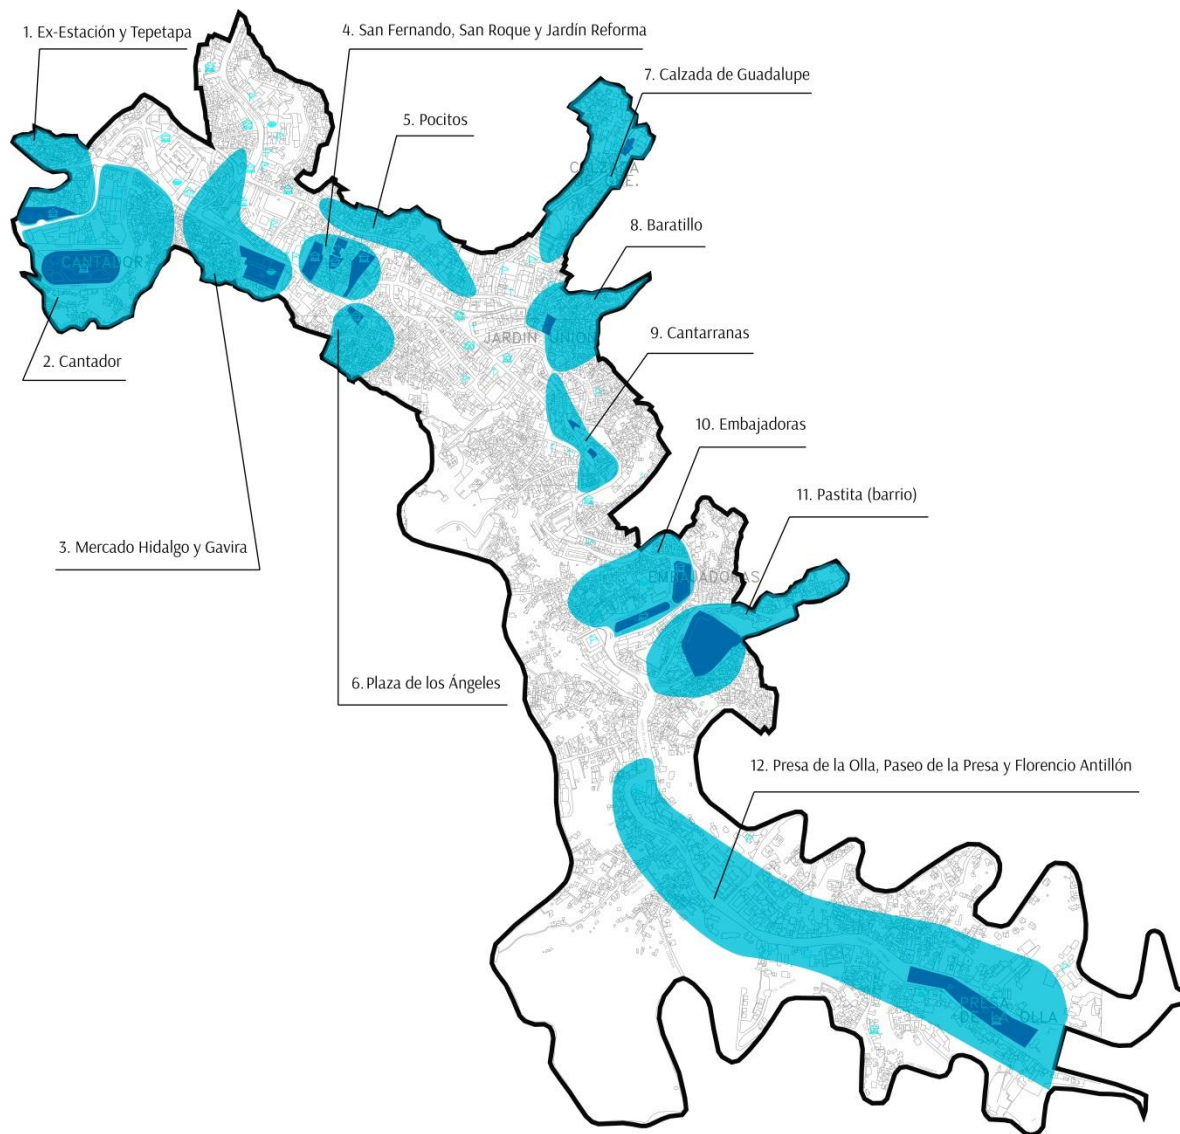 1. Ex-Estación y Tepetapa
4. San Fernando, San Roque y Jardín Reforma
7. Calzada de Guadalupe
5. Pocitos
8. Baratillo
CANTADOR
JARDIN UNION
9. Cantarranas
2. Cantador
10. Embajadoras
11. Pastita (barrio)
3. Mercado Hidalgo y Gavira
EMBAJADORAS
6. Plaza de los Ángeles
12. Presa de la Olla, Paseo de la Presa y Florencio Antillón
PRESA
DE LA OLLA